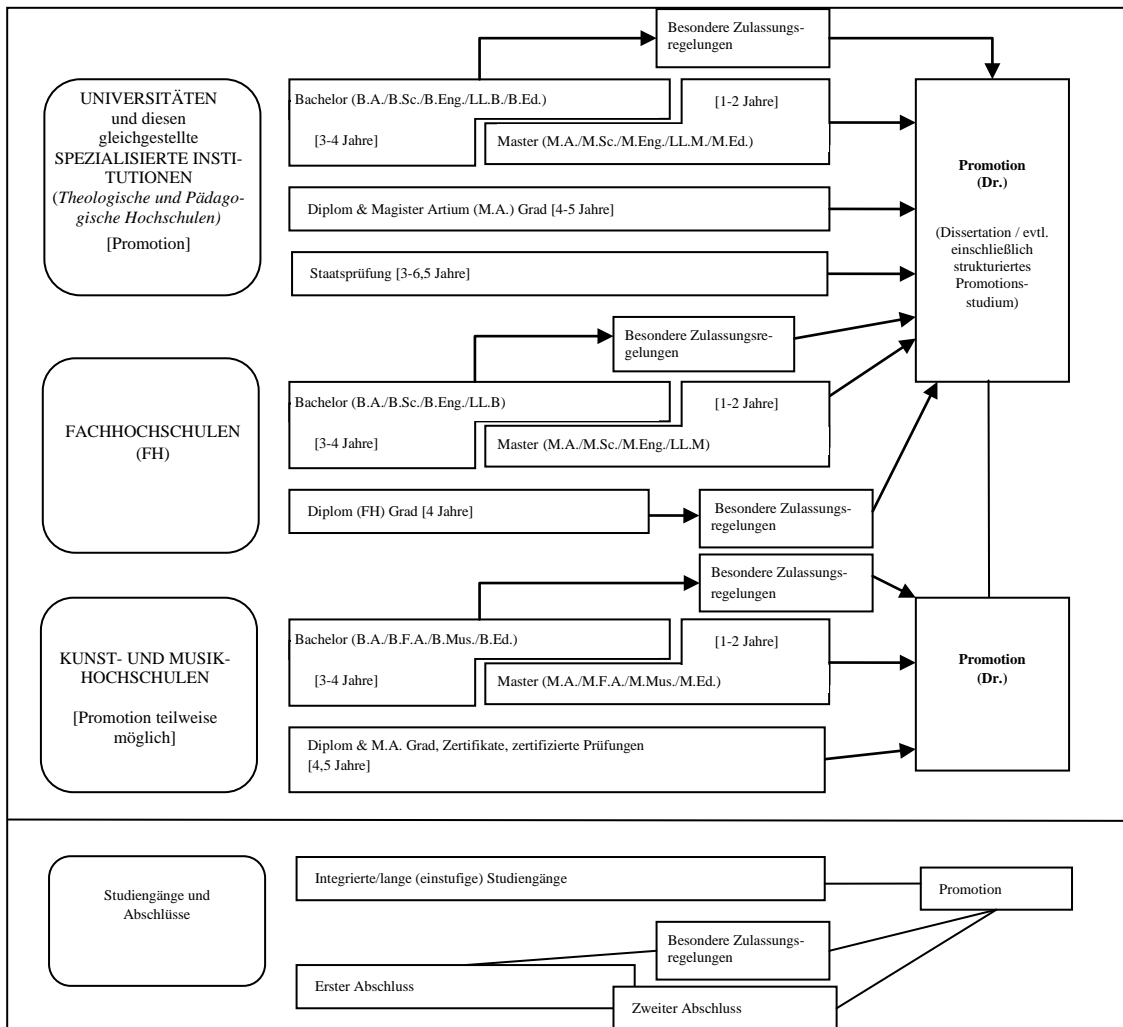 Besondere Zulassungs-
regelungen
UNIVERSITÄTEN
und diesen
gleichgestellte
SPEZIALISIERTE INSTI-
TUTIONEN
(Theologische und Pädago-
gische Hochschulen)
[Promotion]
Bachelor (B.A./B.Sc./B.Eng./LL.B./B.Ed.)
[3-4 Jahre]
[1-2 Jahre]
Master (M.A./M.Sc./M.Eng./LL.M./M.Ed.)
Diplom & Magister Artium (M.A.) Grad [4-5 Jahre]
Staatsprüfung [3-6,5 Jahre]
Promotion
(Dr.)
(Dissertation / evtl.
einschließlich
strukturiertes
Promotions-
studium)
FACHHOCHSCHULEN
(FH)
Besondere Zulassungsre-
gelungen
Bachelor (B.A./B.Sc./B.Eng./LL.B)
[3-4 Jahre]
[1-2 Jahre]
Master (M.A./M.Sc./M.Eng./LL.M)
Diplom (FH) Grad [4 Jahre]
Besondere Zulassungs-
regelungen
KUNST- UND MUSIK-
HOCHSCHULEN
[Promotion teilweise
möglich]
Besondere Zulassungs-
regelungen
Bachelor (B.A./B.F.A./B.Mus./B.Ed.)
[3-4 Jahre]
[1-2 Jahre]
Master (M.A./M.F.A./M.Mus./M.Ed.)
Diplom & M.A. Grad, Zertifikate, zertifizierte Prüfungen
[4,5 Jahre]
Promotion
(Dr.)
Studiengänge und
Abschlüsse
Integrierte/lange (einstufige) Studiengänge
Promotion
Besondere Zulassungs-
regelungen
Erster Abschluss
Zweiter Abschluss